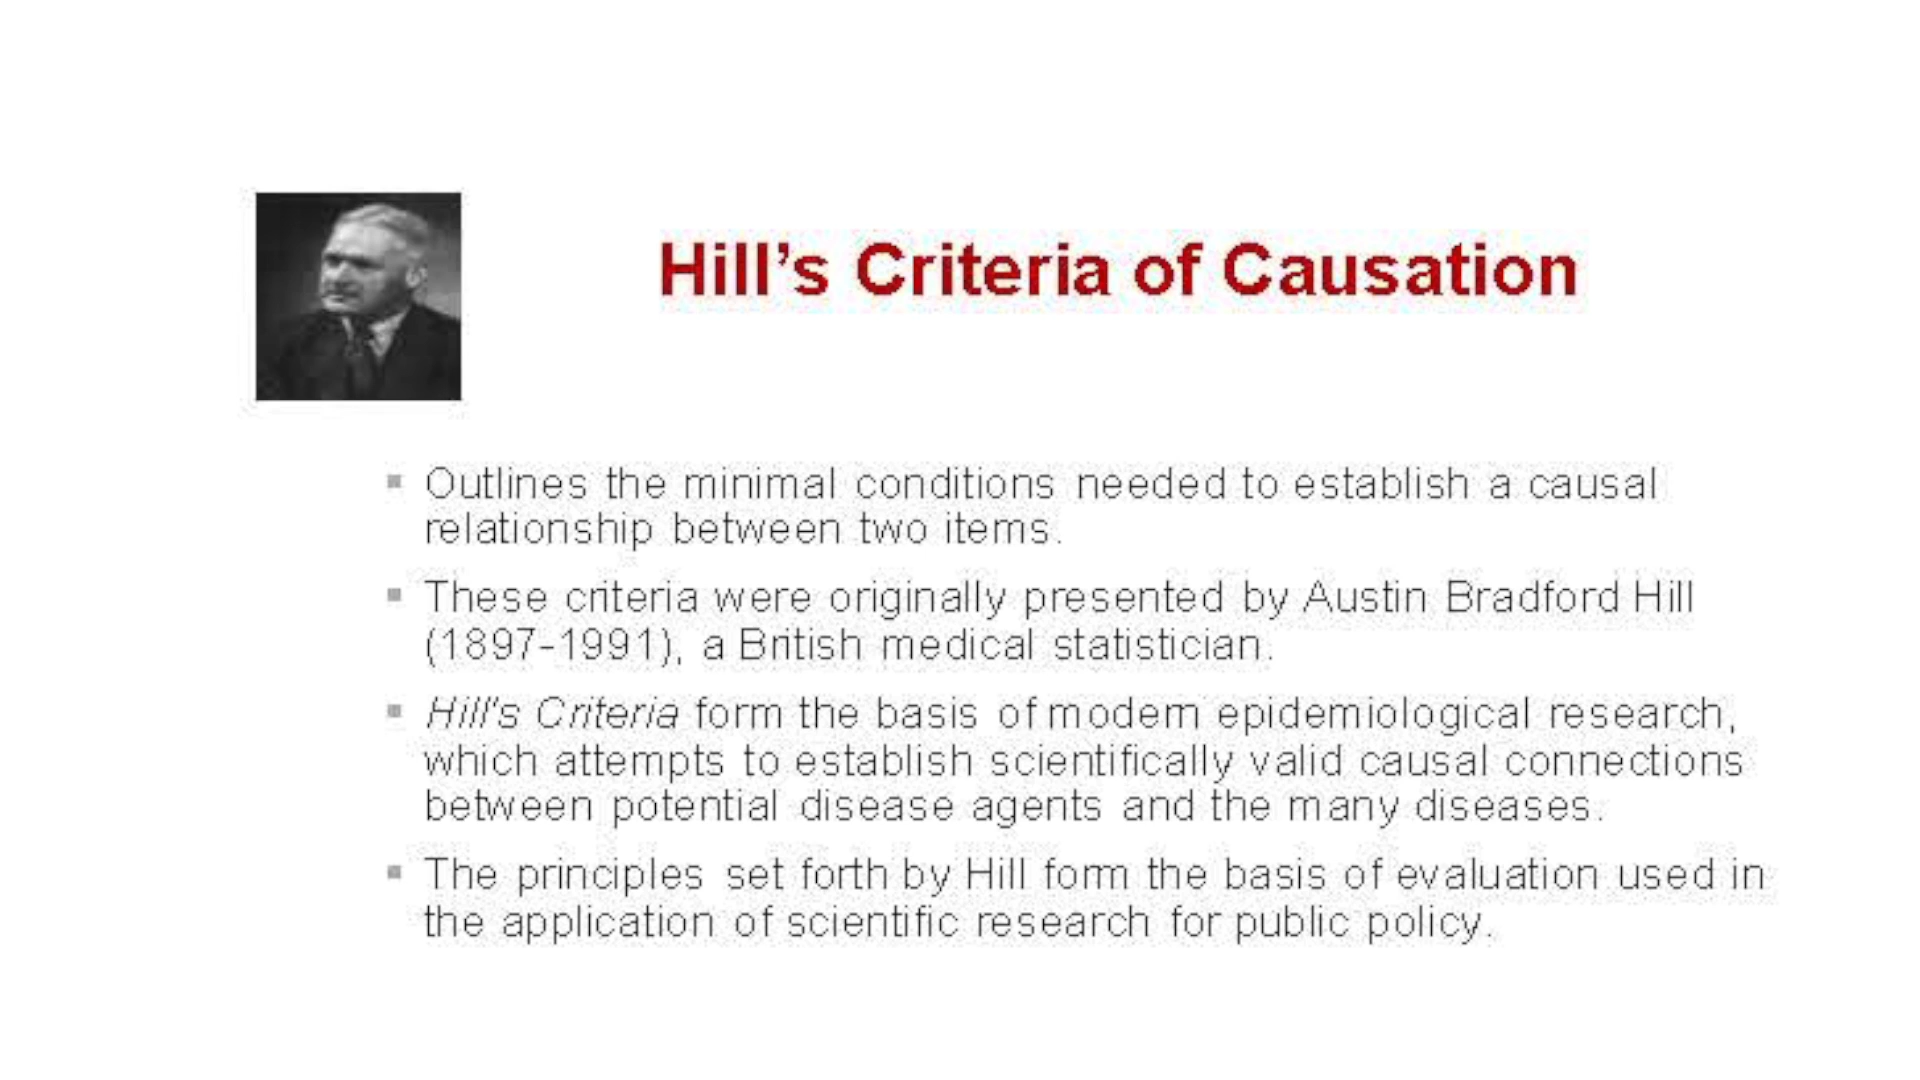 Hill's Criteria of Causation
▪ Outlines the minimal conditions needed to establish a causal
relationship between two items.
▪ These criteria were originally presented by Austin Bradford Hill
(1897-1991), a British medical statistician.
▪ Hill's Criteria form the basis of modern epidemiological research,
which attempts to establish scientifically valid causal connections
between potential disease agents and the many diseases.
▪ The principles set forth by Hill form the basis of evaluation used in
the application of scientific research for public policy.